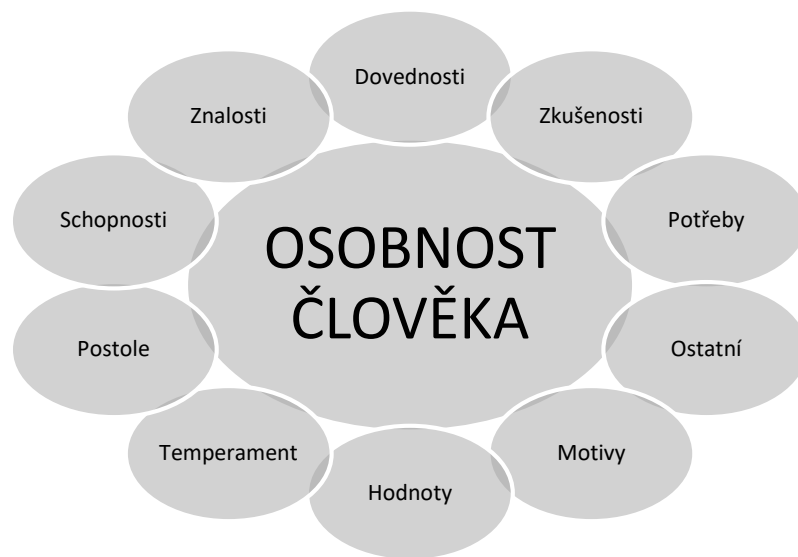 Dovednosti
Znalosti
Zkušenosti
Schopnosti
Potřeby
OSOBNOST
ČLOVĚKA
Postole
Ostatní
Temperament
Motivy
Hodnoty